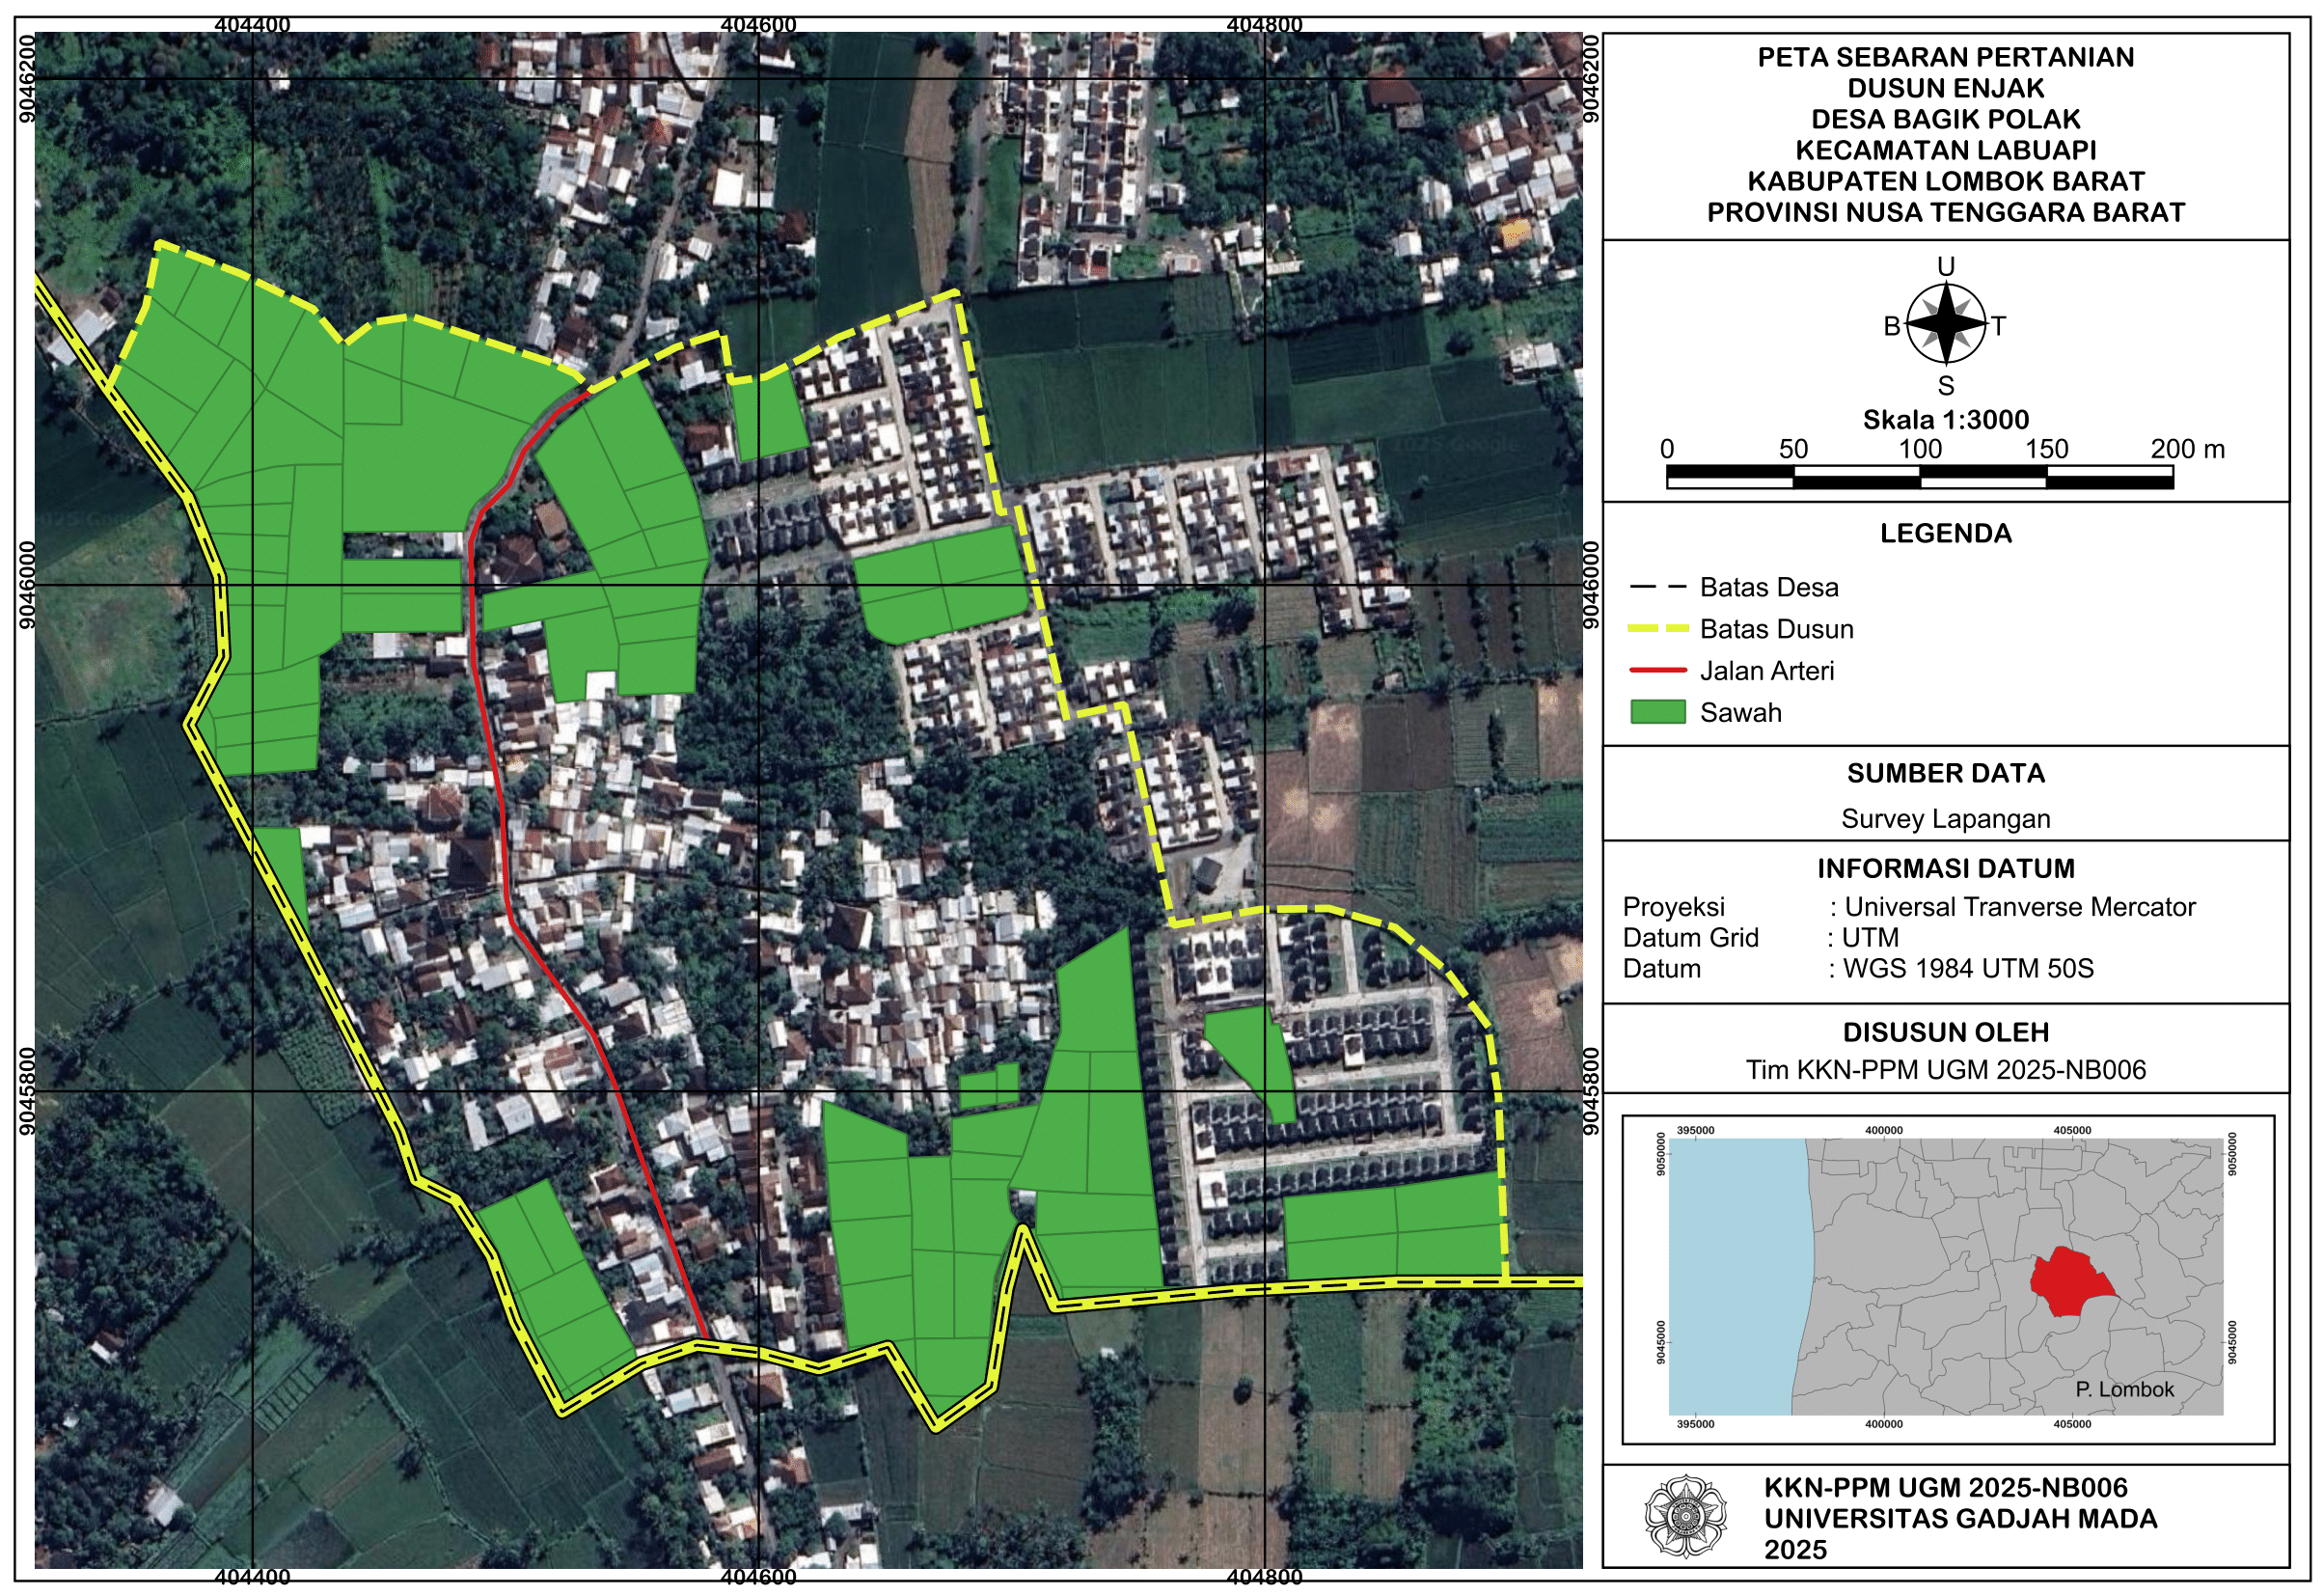 404400
404600
404800
9046200
9046200
9046000
9046000
9045800
9045800
404400
404600
404800
PETA SEBARAN PERTANIAN
DUSUN ENJAK
DESA BAGIK POLAK
KECAMATAN LABUAPI
KABUPATEN LOMBOK BARAT
PROVINSI NUSA TENGGARA BARAT
U
B
T
S
Skala 1:3000
0 50 100 150 200 m
LEGENDA
Batas Desa
Batas Dusun
Jalan Arteri
Sawah
SUMBER DATA
Survey Lapangan
INFORMASI DATUM
Proyeksi : Universal Tranverse Mercator
Datum Grid : UTM
Datum : WGS 1984 UTM 50S
DISUSUN OLEH
Tim KKN-PPM UGM 2025-NB006
395000 400000 405000
9050000
9050000
9045000
9045000
P. Lombok
395000 400000 405000
KKN-PPM UGM 2025-NB006
UNIVERSITAS GADJAH MADA
2025